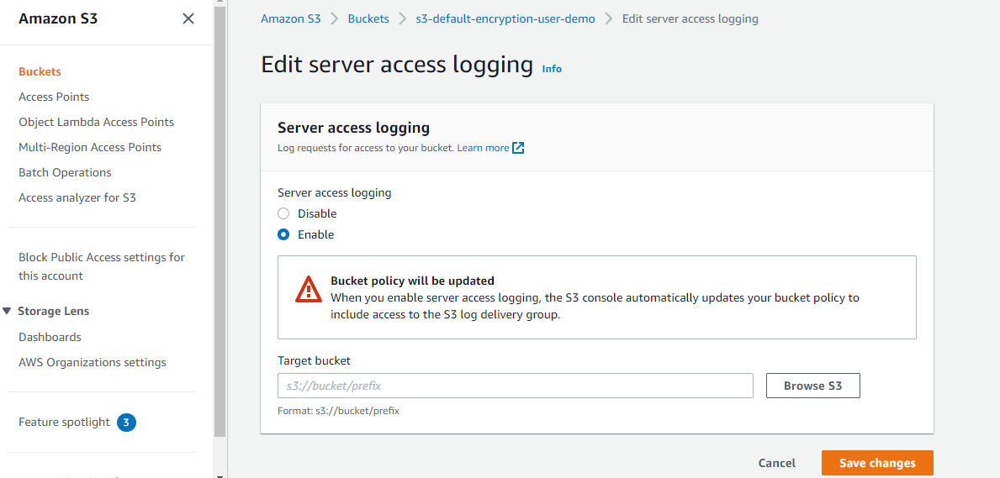 Amazon S3
Buckets
Access Points
Object Lambda Access Points
Multi-Region Access Points
Batch Operations
Access analyzer for S3
Block Public Access settings for
this account
Storage Lens
Dashboards
AWS Organizations settings
Feature spotlight 3
Amazon S3 > Buckets > s3-default-encryption-user-demo > Edit server access logging
Edit server access logging Info
Server access logging
Log requests for access to your bucket. Learn more
Server access logging
Disable
Enable
Bucket policy will be updated
When you enable server access logging, the S3 console automatically updates your bucket policy to
include access to the S3 log delivery group.
Target bucket
s3://bucket/prefix
Browse S3
Format: s3://bucket/prefix
Cancel
Save changes